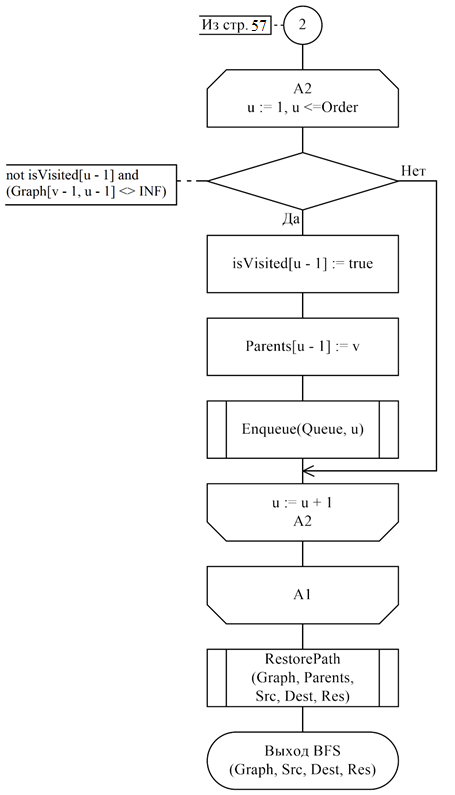 Из стр. 57
2
A2
u := 1, u <=Order
not isVisited[u - 1] and
(Graph[v - 1, u - 1] <> INF)
Нет
Да
isVisited[u - 1] := true
Parents[u - 1] := v
Enqueue(Queue, u)
u := u + 1
A2
A1
RestorePath
(Graph, Parents,
Src, Dest, Res)
Выход BFS
(Graph, Src, Dest, Res)